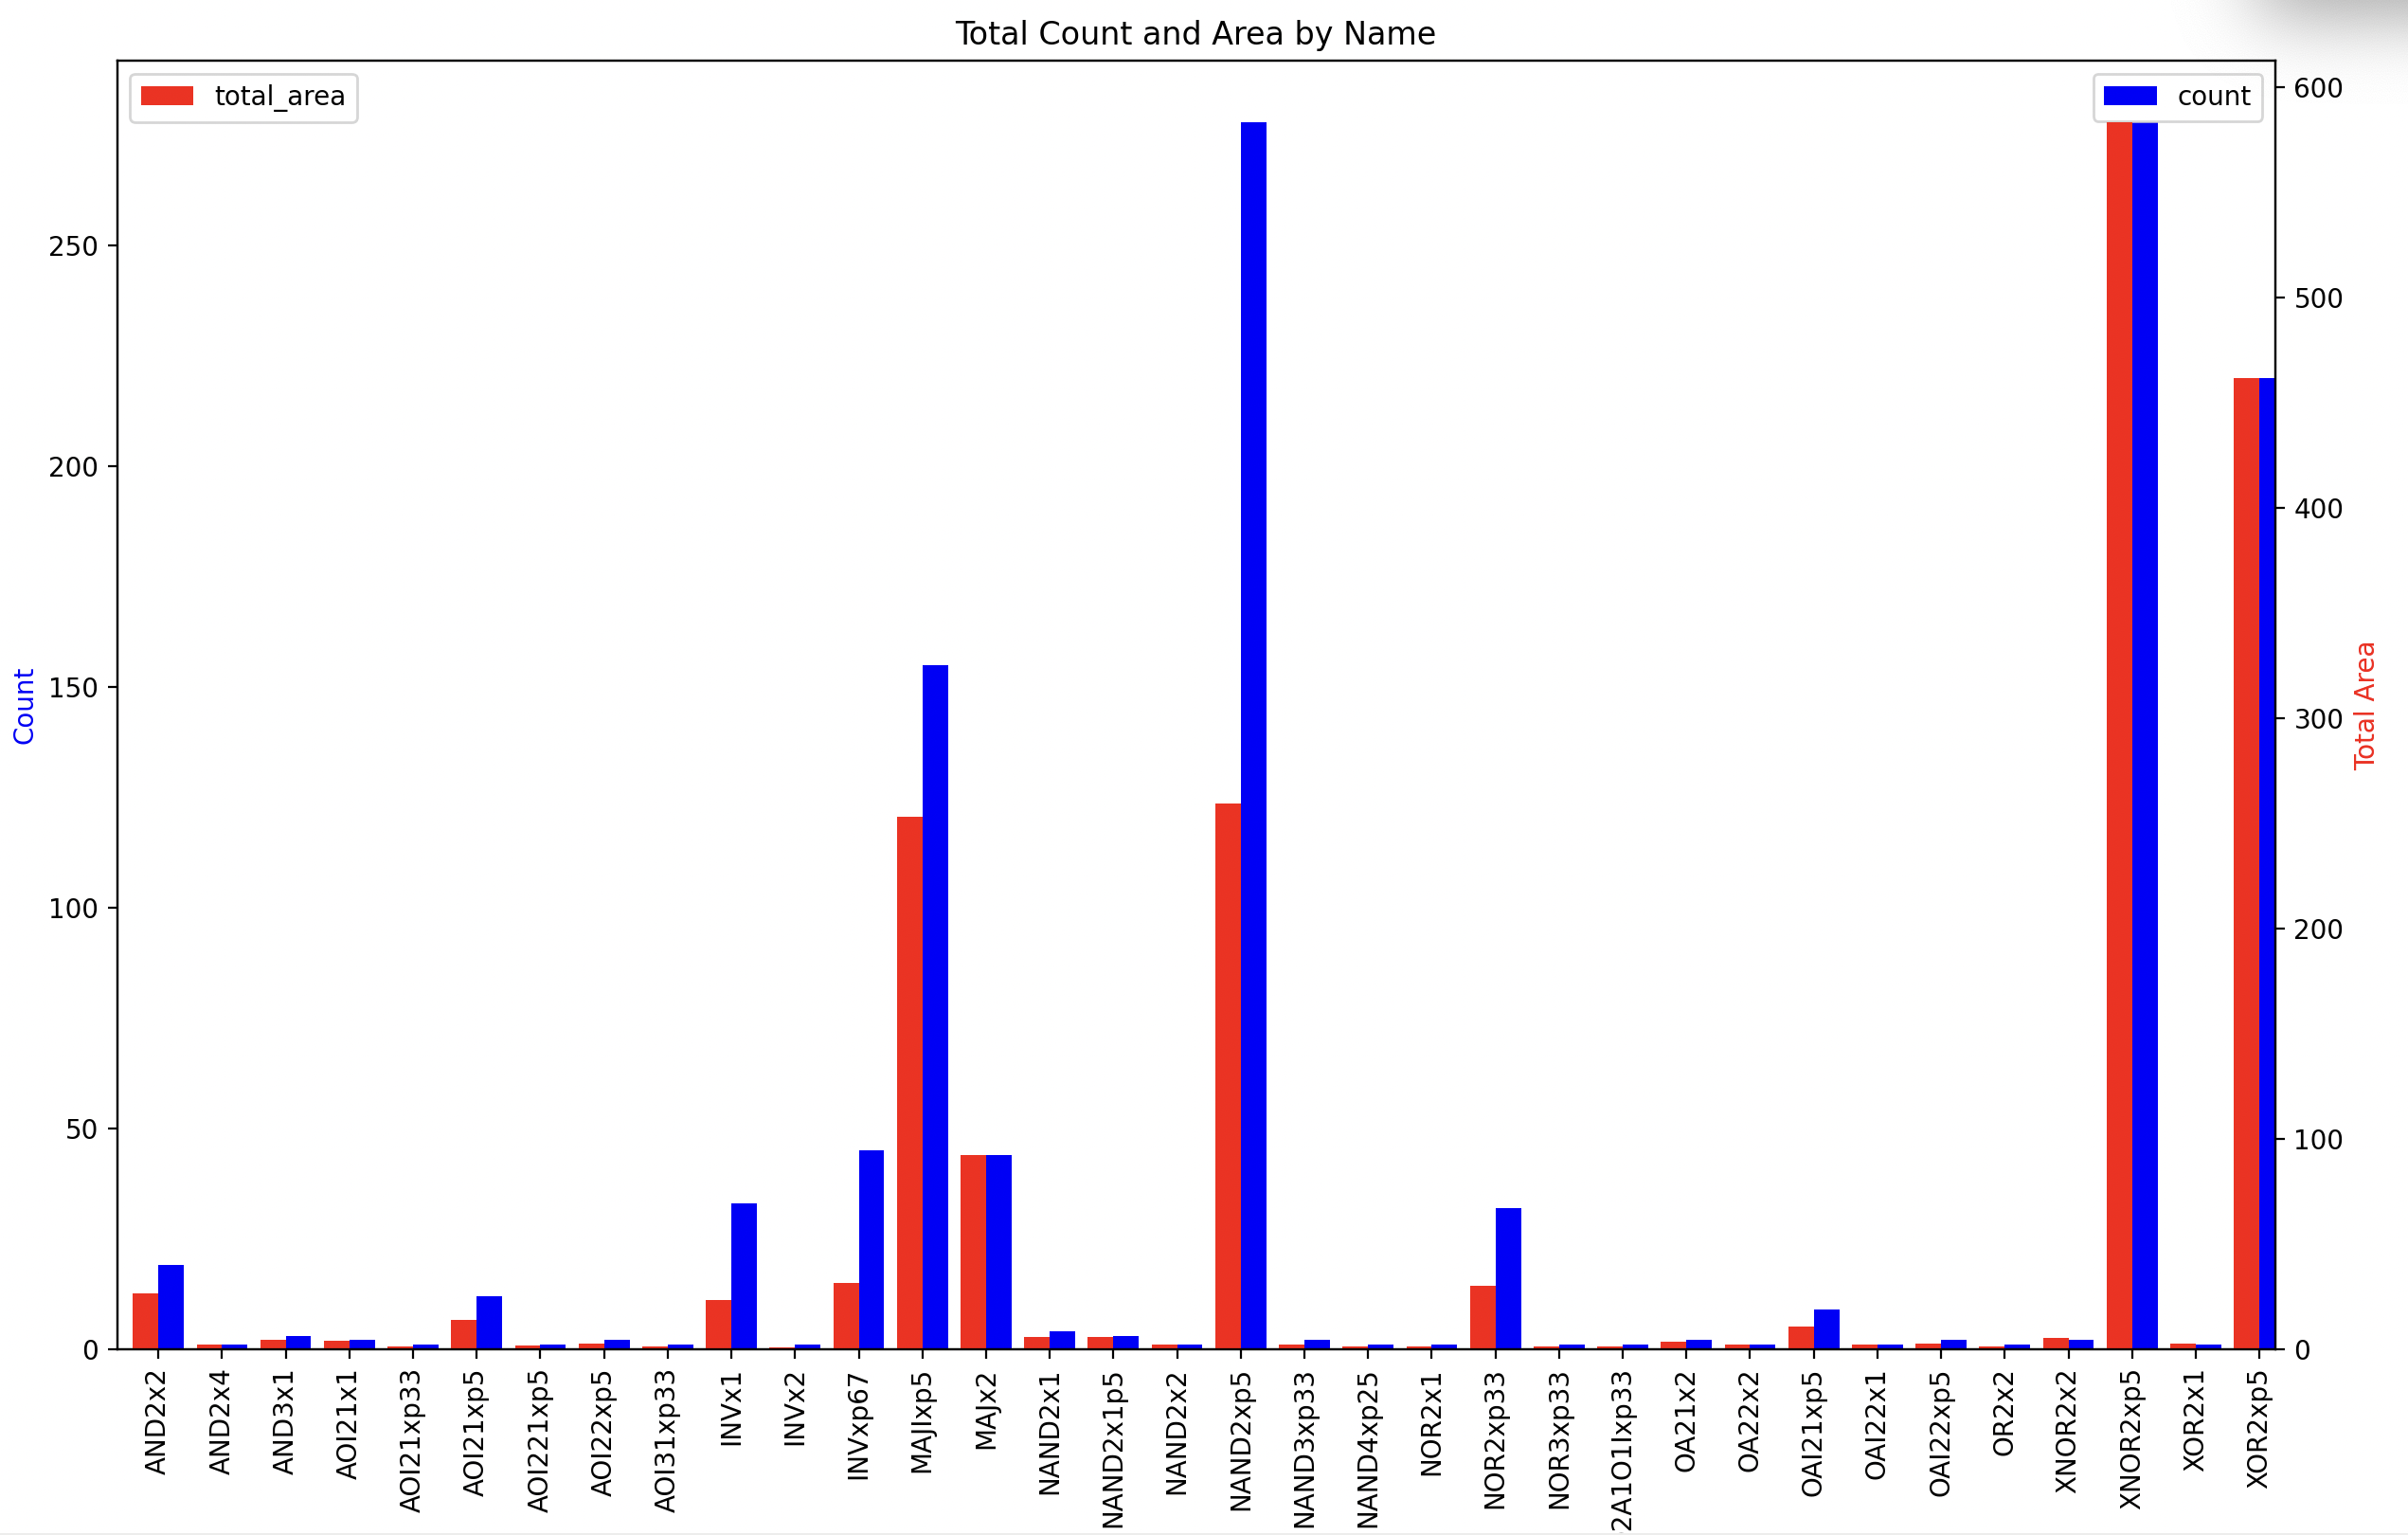 Total Count and Area by Name
total_area
count
Count
250
200
150
100
50
0
600
500
400
300
200
100
0
Total Area
AND2x2
AND2x4
AND3x1
AOI21x1
AOI21xp33
AOI21xp5
AOI221xp5
AOI22xp5
AOI31xp33
INVx1
INVx2
INVxp67
MAJIxp5
MAJx2
NAND2x1
NAND2x1p5
NAND2x2
NAND2xp5
NAND3xp33
NAND4xp25
NOR2x1
NOR2xp33
NOR3xp33
2A1O1Ixp33
OA21x2
OA22x2
OAI21xp5
OAI22x1
OAI22xp5
OR2x2
XNOR2x2
XNOR2xp5
XOR2x1
XOR2xp5